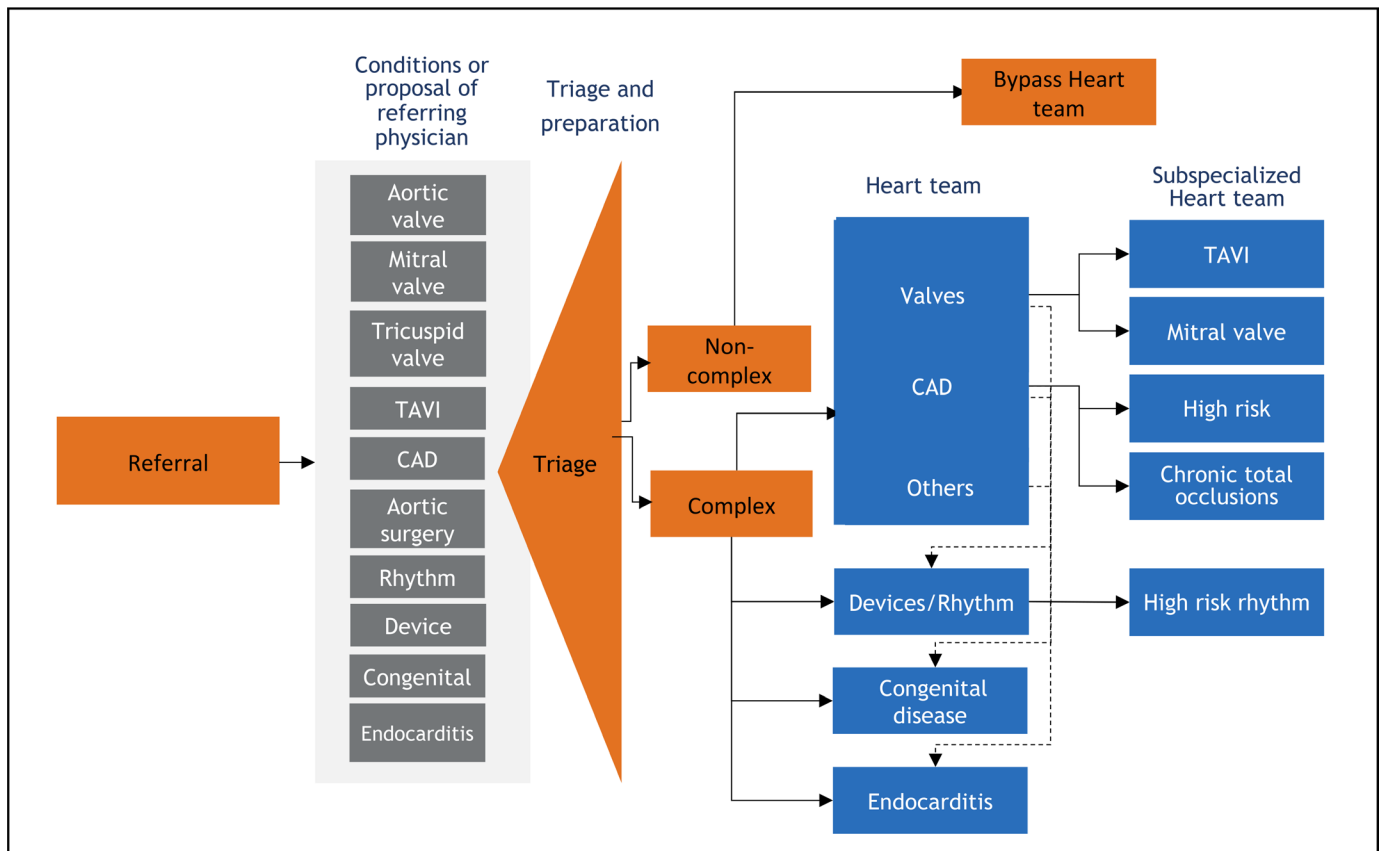 Conditions or
proposal of
referring
physician
Triage and
preparation
Bypass Heart
team
Heart team
Subspecialized
Heart team
Referral
Aortic
valve
Mitral
valve
Tricuspid
valve
TAVI
CAD
Aortic
surgery
Rhythm
Device
Congenital
Endocarditis
Triage
Non-
complex
Complex
Valves
CAD
Others
Devices/Rhythm
Congenital
disease
Endocarditis
TAVI
Mitral valve
High risk
Chronic total
occlusions
High risk rhythm